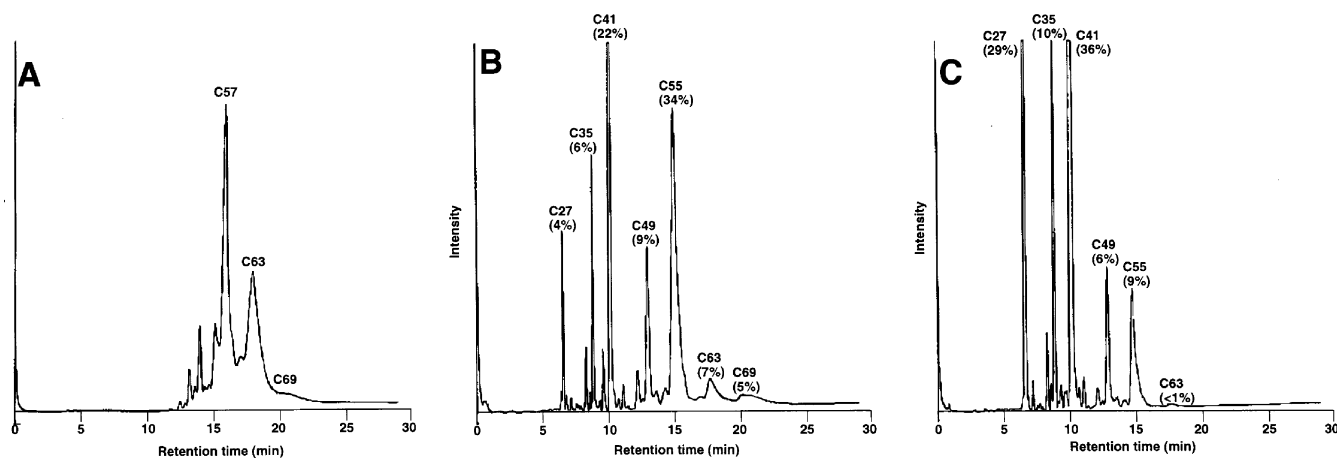 A
C57
C63
C69
0
5
10
15
20
25
30
Retention time (min)
B
Intensity
C27
(4%)
C35
(6%)
C41
(22%)
C49
(9%)
C55
(34%)
C63
(7%)
C69
(5%)
0
5
10
15
20
25
30
Retention time (min)
C
Intensity
C27
(29%)
C35
(10%)
C41
(36%)
C49
(6%)
C55
(9%)
C63
(<1%)
0
5
10
15
20
25
30
Retention time (min)